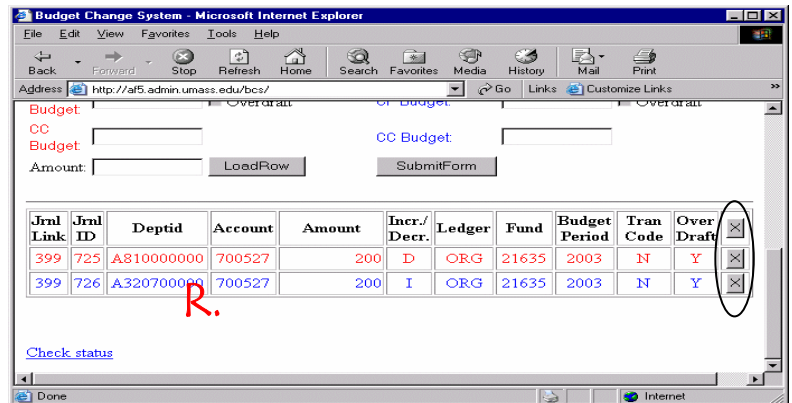 Budget Change System - Microsoft Internet Explorer
File Edit View Favorites Tools Help
Back Forward Stop Refresh Home Search Favorites Media History Mail Print
Address http://af5.admin.umass.edu/bcs/ Go Links Customize Links »
Budget: Overdraft CF Budget: Overdraft
CC Budget: CC Budget:
Amount: LoadRow SubmitForm
Jrnl Link Jrnl ID Deptid Account Amount Incr./ Decr. Ledger Fund Budget Period Tran Code Over Draft X
399 725 A810000000 700527 200 D ORG 21635 2003 N Y X
399 726 A320700000 700527 200 I ORG 21635 2003 N Y X
R.
Check status
Done Internet